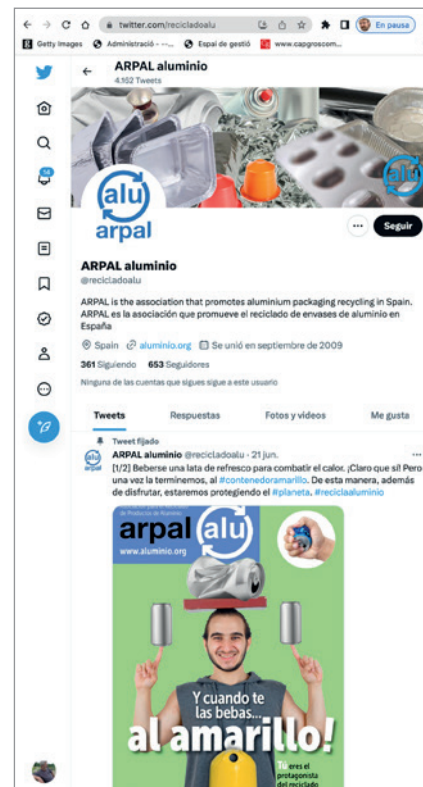 twitter.com/recicladoalu
En pausa
Getty Images
Administració - --...
Espai de gestió
www.capgroscom...
ARPAL aluminio
4.152 Tweets
alu
arpal
alu
Seguir
ARPAL aluminio
@recicladoalu
ARPAL is the association that promotes aluminium packaging recycling in Spain.
ARPAL es la asociación que promueve el reciclado de envases de aluminio en
España
Spain aluminio.org Se unió en septiembre de 2009
361 Siguiendo 653 Seguidores
Ninguna de las cuentas que sigues sigue a este usuario
Tweets Respuestas Fotos y vídeos Me gusta
Tweet fijado
ARPAL aluminio @recicladoalu · 21 jun.
[1/2] Beberse una lata de refresco para combatir el calor. ¡Claro que sí! Pero
una vez la terminemos, al #contenedoramarillo. De esta manera, además
de disfrutar, estaremos protegiendo el #planeta. #reciclaaluminio
de Productos de Aluminio
arpal alu
www.aluminio.org
Y cuando te
las bebas...
al amarillo!
Tú eres el
protagonista
del reciclado